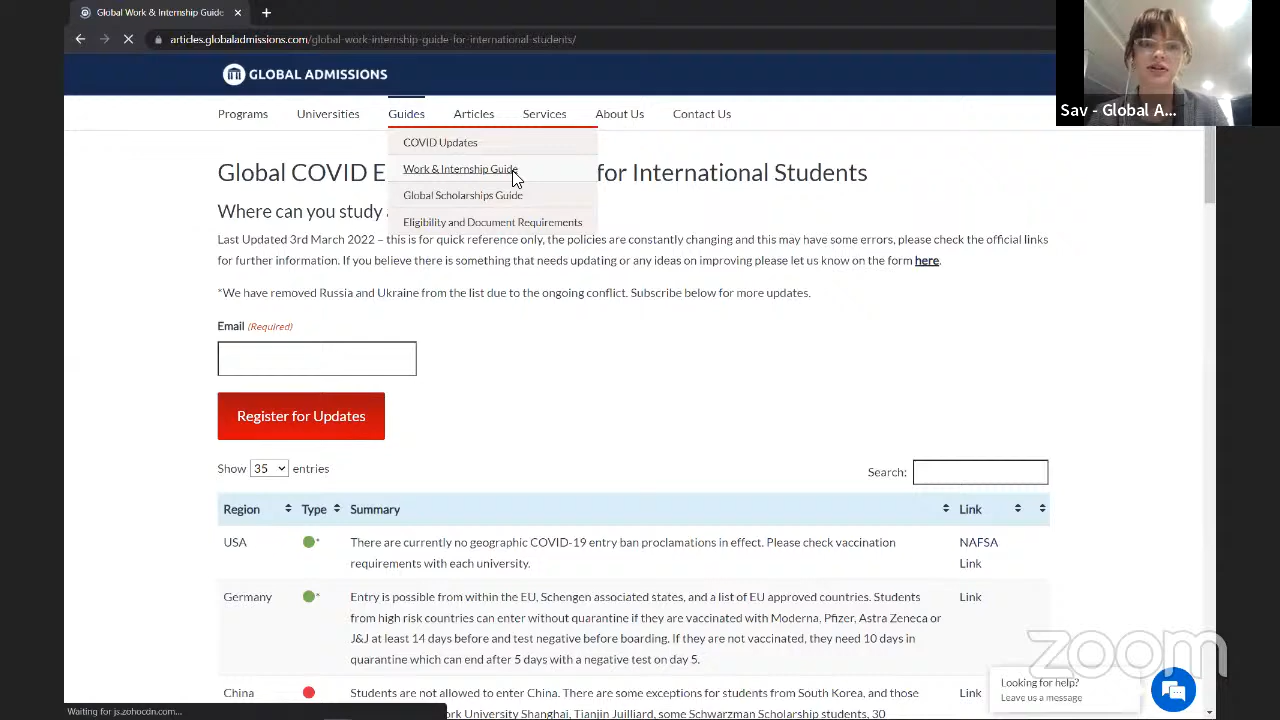 Global Work & Internship Guide
articles.globaladmissions.com/global-work-internship-guide-for-international-students/
GLOBAL ADMISSIONS
Programs Universities Guides Articles Services About Us Contact Us
Sav - Global A...
COVID Updates
Work & Internship Guide
Global Scholarships Guide
Eligibility and Document Requirements
Global COVID E for International Students
Where can you study
Last Updated 3rd March 2022 – this is for quick reference only, the policies are constantly changing and this may have some errors, please check the official links
for further information. If you believe there is something that needs updating or any ideas on improving please let us know on the form here.
*We have removed Russia and Ukraine from the list due to the ongoing conflict. Subscribe below for more updates.
Email (Required)
Register for Updates
Show 35 entries
Search:
Region Type Summary Link
USA * There are currently no geographic COVID-19 entry ban proclamations in effect. Please check vaccination NAFSA
requirements with each university. Link
Germany * Entry is possible from within the EU, Schengen associated states, and a list of EU approved countries. Students Link
from high risk countries can enter without quarantine if they are vaccinated with Moderna, Pfizer, Astra Zeneca or
J&J at least 14 days before and test negative before boarding. If they are not vaccinated, they need 10 days in
quarantine which can end after 5 days with a negative test on day 5.
China Students are not allowed to enter China. There are some exceptions for students from South Korea, and those Link
rk University Shanghai, Tianjin Juilliard, some Schwarzman Scholarship students, 30
zoom
Looking for help?
Leave us a message
Waiting for js.zohocdn.com...